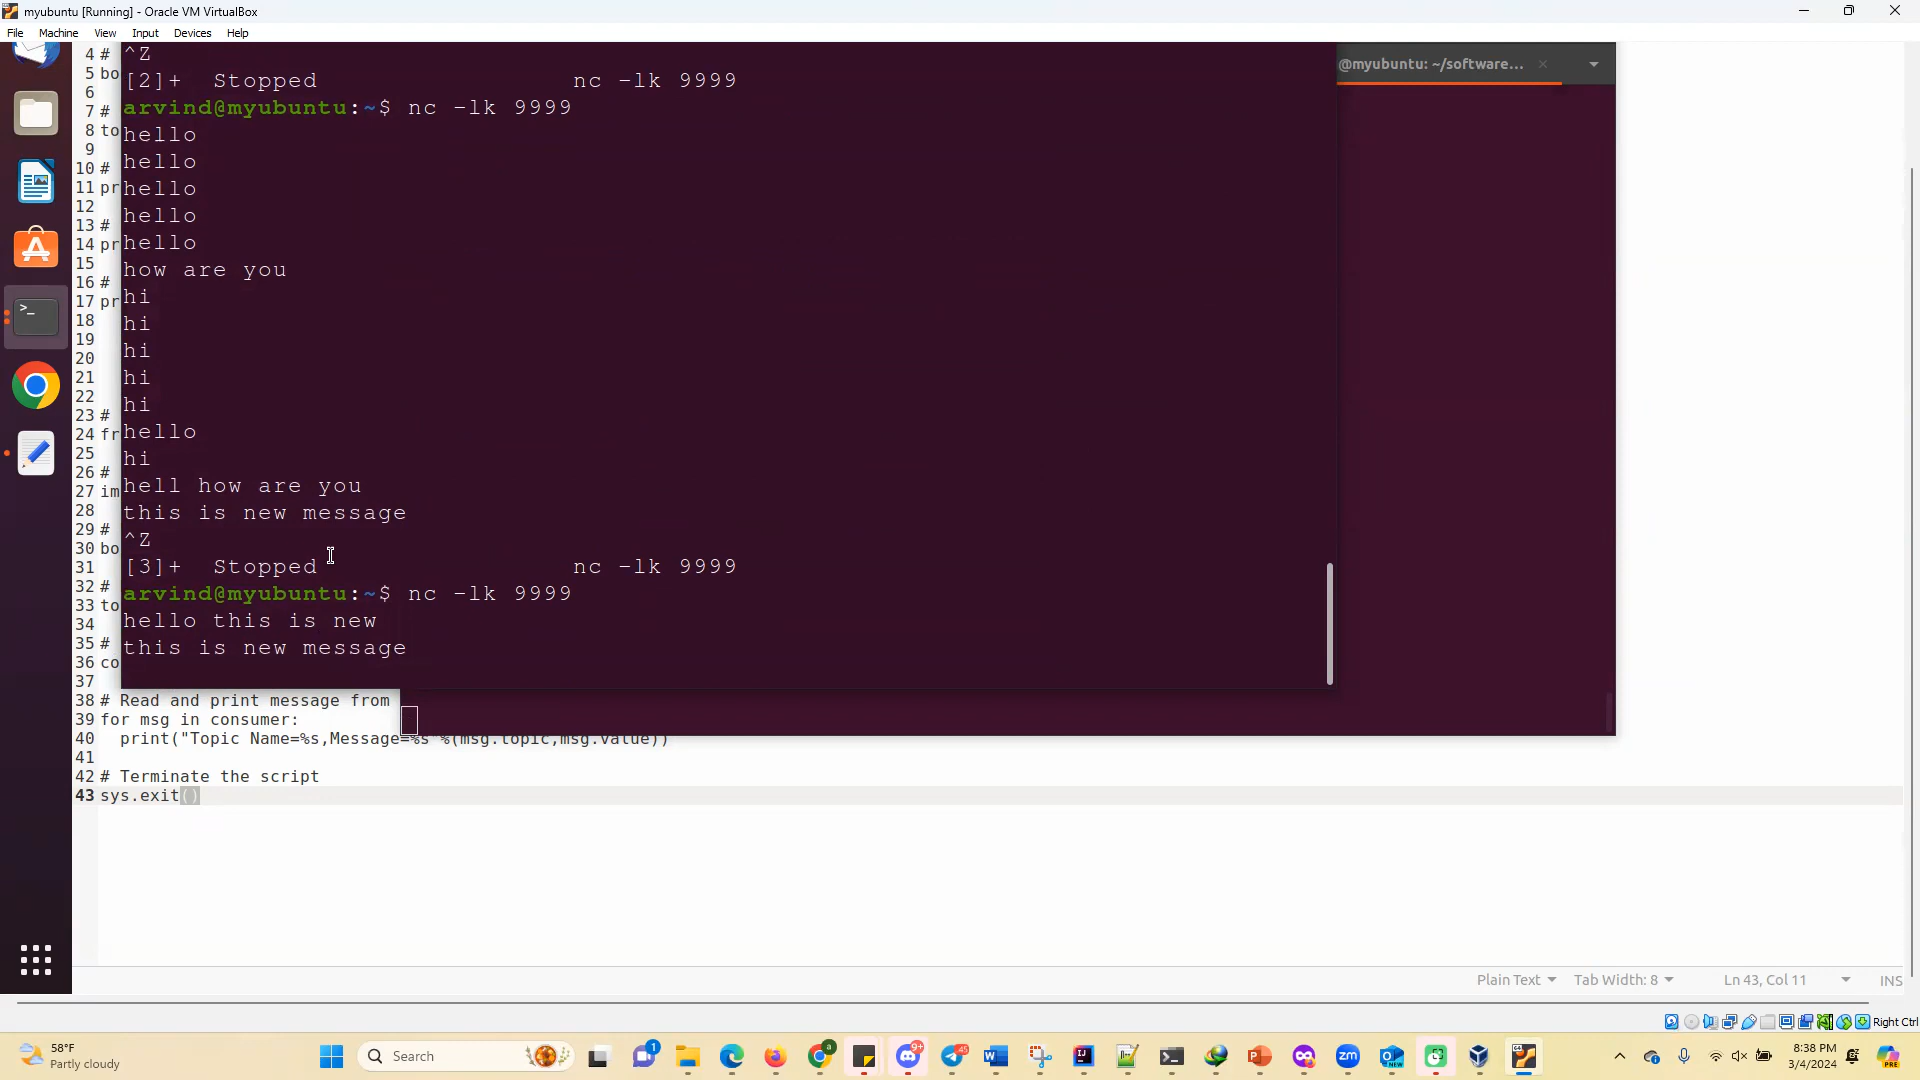 myubuntu [Running] - Oracle VM VirtualBox
File Machine View Input Devices Help
^Z
[2]+ Stopped nc -lk 9999
arvind@myubuntu:~$ nc -lk 9999
hello
hello
hello
hello
hello
how are you
hi
hi
hi
hi
hi
hello
hi
hell how are you
this is new message
^Z
[3]+ Stopped nc -lk 9999
arvind@myubuntu:~$ nc -lk 9999
hello this is new
this is new message
@myubuntu: ~/software...
4 #
5 bo
6
7 #
8 to
9
10 #
11 pr
12
13 #
14 pr
15
16 #
17 pr
18
19
20
21
22
23 #
24 fr
25
26 #
27 im
28
29 #
30 bo
31
32 #
33 to
34
35 #
36 co
37
38 # Read and print message from
39 for msg in consumer:
40 print("Topic Name=%s,Message=%s"%(msg.topic,msg.value))
41
42 # Terminate the script
43 sys.exit()
Plain Text Tab Width: 8 Ln 43, Col 11 INS
Right Ctrl
58°F
Partly cloudy
Search
1
9+
45
8:38 PM
3/4/2024